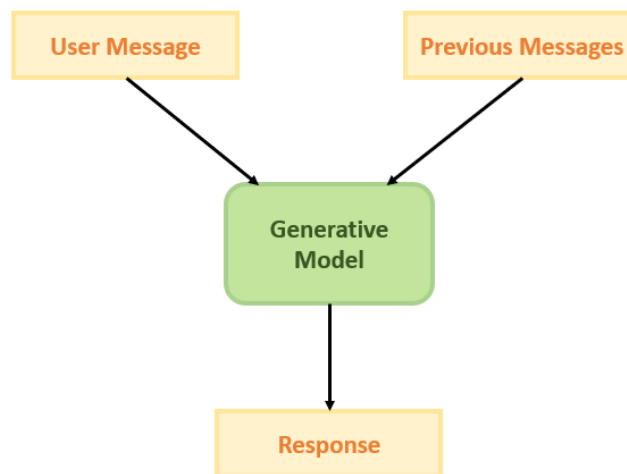 User Message
Previous Messages
Generative
Model
Response